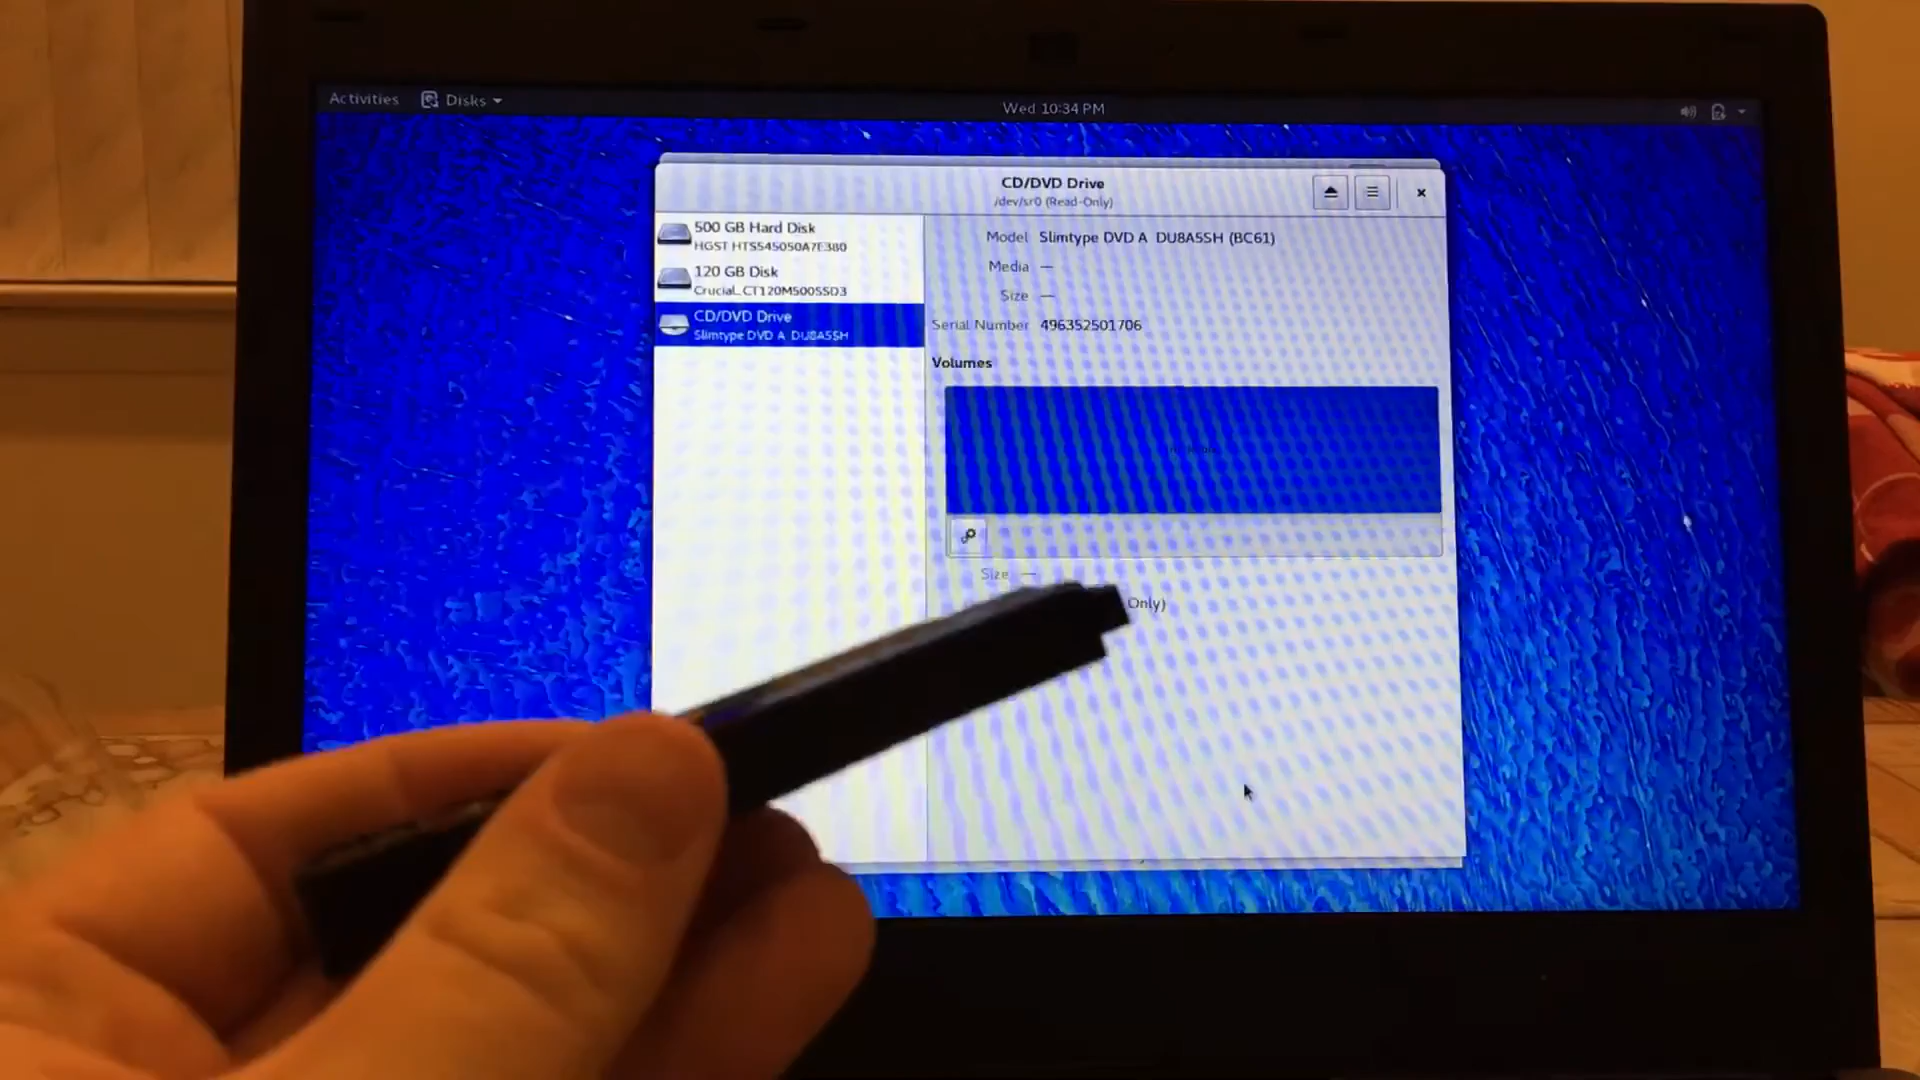 Activities
Disks
Wed 10:34 PM
CD/DVD Drive
/dev/sr0 (Read-Only)
500 GB Hard Disk
HGST HTS545050A7E380
120 GB Disk
Crucial_CT120M500SSD3
CD/DVD Drive
Slimtype DVD A DU8A5SH
Model Slimtype DVD A DU8A5SH (BC61)
Media —
Size —
Serial Number 496352501706
Volumes
Size —
Only)